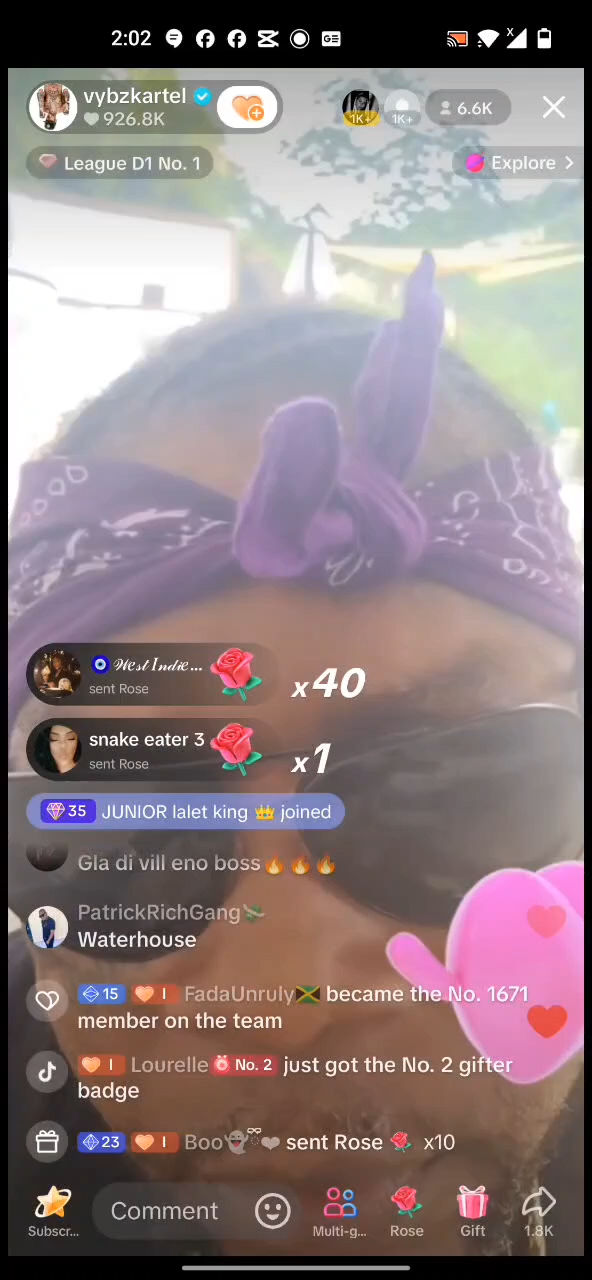 2:02
vybzkartel
926.8K
1K+
1K+
6.6K
League D1 No. 1
Explore
West Indie...
sent Rose
x40
snake eater 3
sent Rose
x1
35 JUNIOR lalet king 👑 joined
Gla di vill eno boss🔥🔥🔥
PatrickRichGang
Waterhouse
15 I FadaUnruly🇯🇲 became the No. 1671
member on the team
I Lourelle No. 2 just got the No. 2 gifter
badge
23 I Boo👻❤ sent Rose 🌹 x10
Comment
Subscr...
Multi-g...
Rose
Gift
1.8K